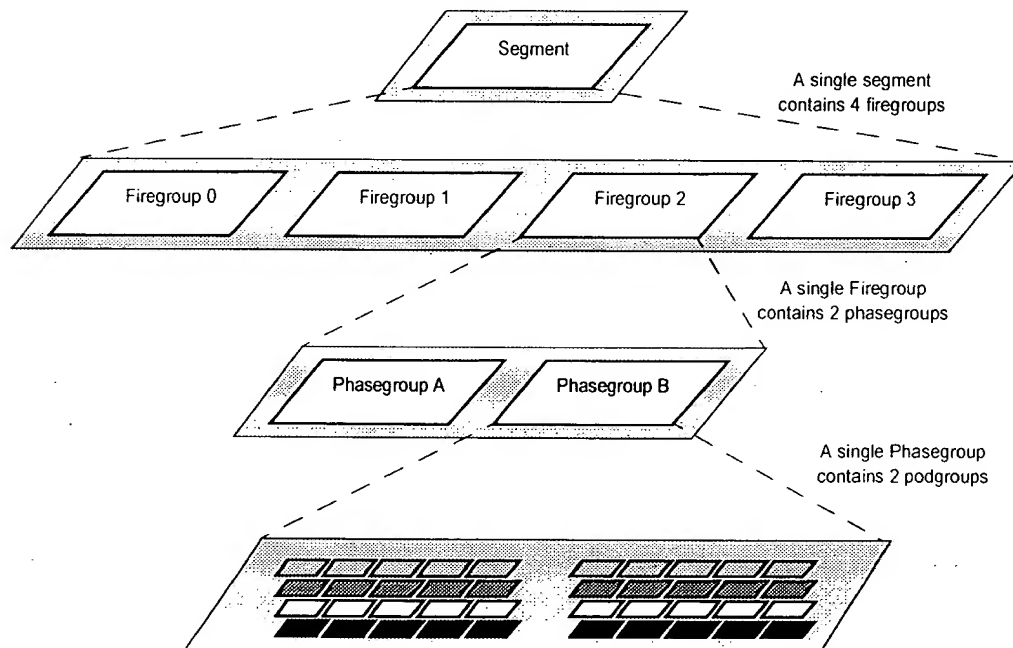 Segment
A single segment
contains 4 firegroups
Firegroup 0
Firegroup 1
Firegroup 2
Firegroup 3
A single Firegroup
contains 2 phasegroups
Phasegroup A
Phasegroup B
A single Phasegroup
contains 2 podgroups